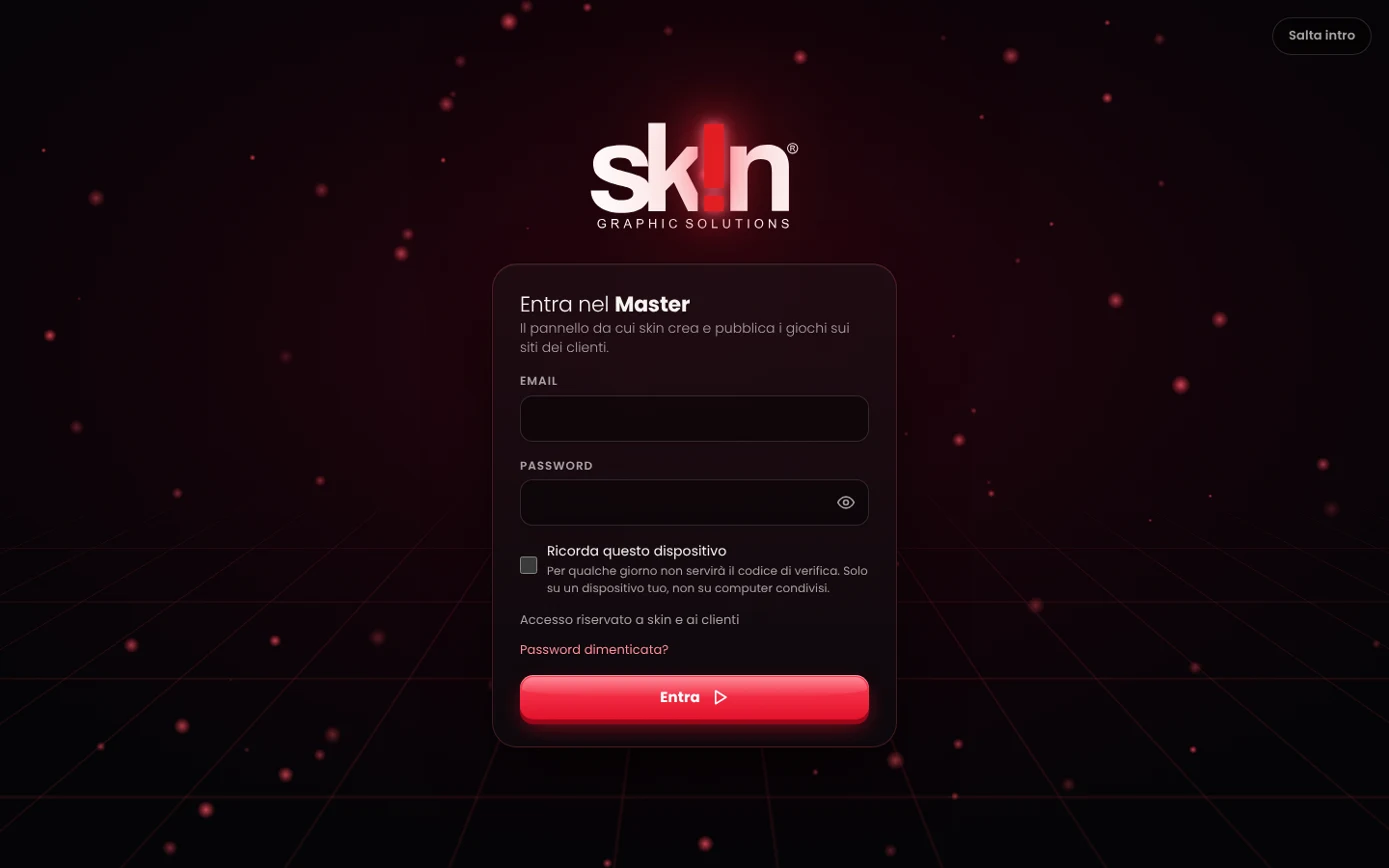 Salta intro
sk!n®
GRAPHIC SOLUTIONS
Entra nel Master
Il pannello da cui skin crea e pubblica i giochi sui
siti dei clienti.
EMAIL
PASSWORD
Ricorda questo dispositivo
Per qualche giorno non servirà il codice di verifica. Solo
su un dispositivo tuo, non su computer condivisi.
Accesso riservato a skin e ai clienti
Password dimenticata?
Entra